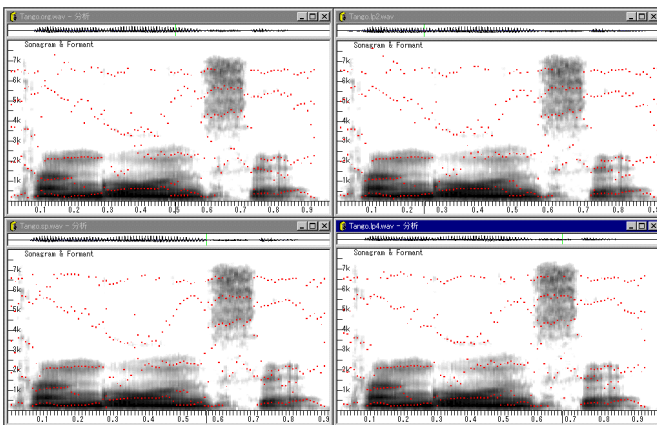 Tango.org.wav - 分析
Sonagram & Formant
7k
6k
5k
4k
3k
2k
1k
0.1 0.2 0.3 0.4 0.5 0.6 0.7 0.8 0.9
Tango.lp2.wav
Sonagram & Formant
7k
6k
5k
4k
3k
2k
1k
0.1 0.2 0.3 0.4 0.5 0.6 0.7 0.8 0.9
Tango.zp.wav - 分析
Sonagram & Formant
7k
6k
5k
4k
3k
2k
1k
0.1 0.2 0.3 0.4 0.5 0.6 0.7 0.8 0.9
Tango.lp4.wav - 分析
Sonagram & Formant
7k
6k
5k
4k
3k
2k
1k
0.1 0.2 0.3 0.4 0.5 0.6 0.7 0.8 0.9